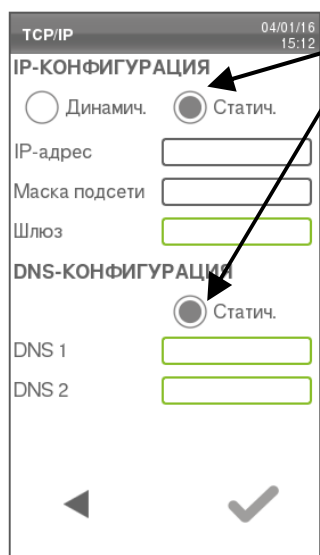 TCP/IP
04/01/16
15:12
IP-КОНФИГУРАЦИЯ
Динамич. Статич.
IP-адрес
Маска подсети
Шлюз
DNS-КОНФИГУРАЦИЯ
Статич.
DNS 1
DNS 2